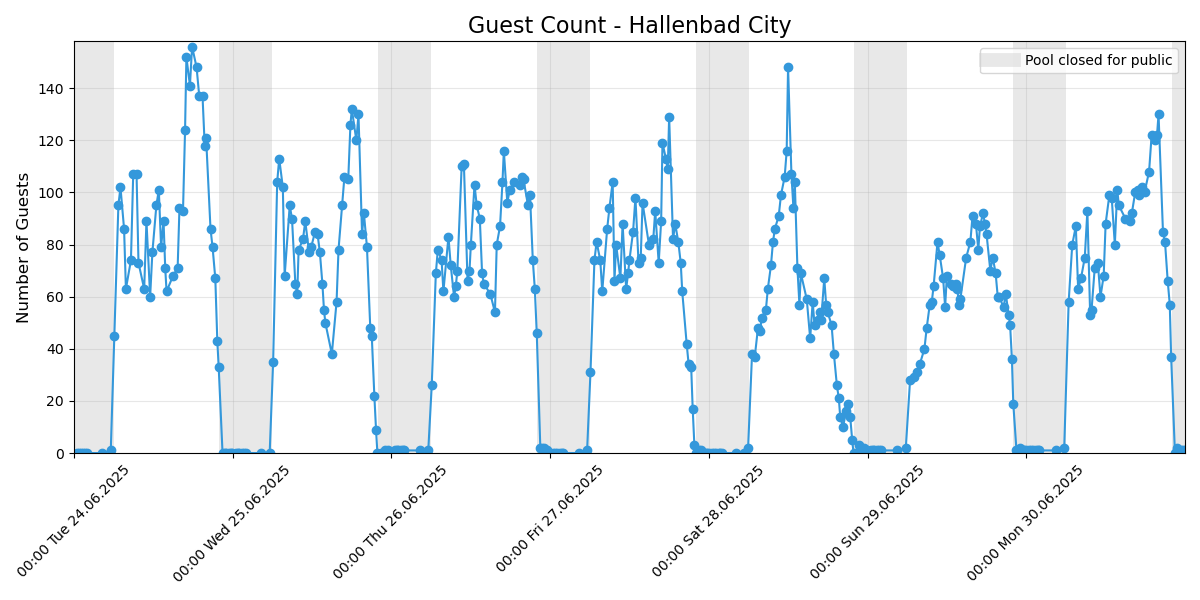 Guest Count - Hallenbad City
Pool closed for public
Number of Guests
140
120
100
80
60
40
20
0
00:00 Tue 24.06.2025
00:00 Wed 25.06.2025
00:00 Thu 26.06.2025
00:00 Fri 27.06.2025
00:00 Sat 28.06.2025
00:00 Sun 29.06.2025
00:00 Mon 30.06.2025